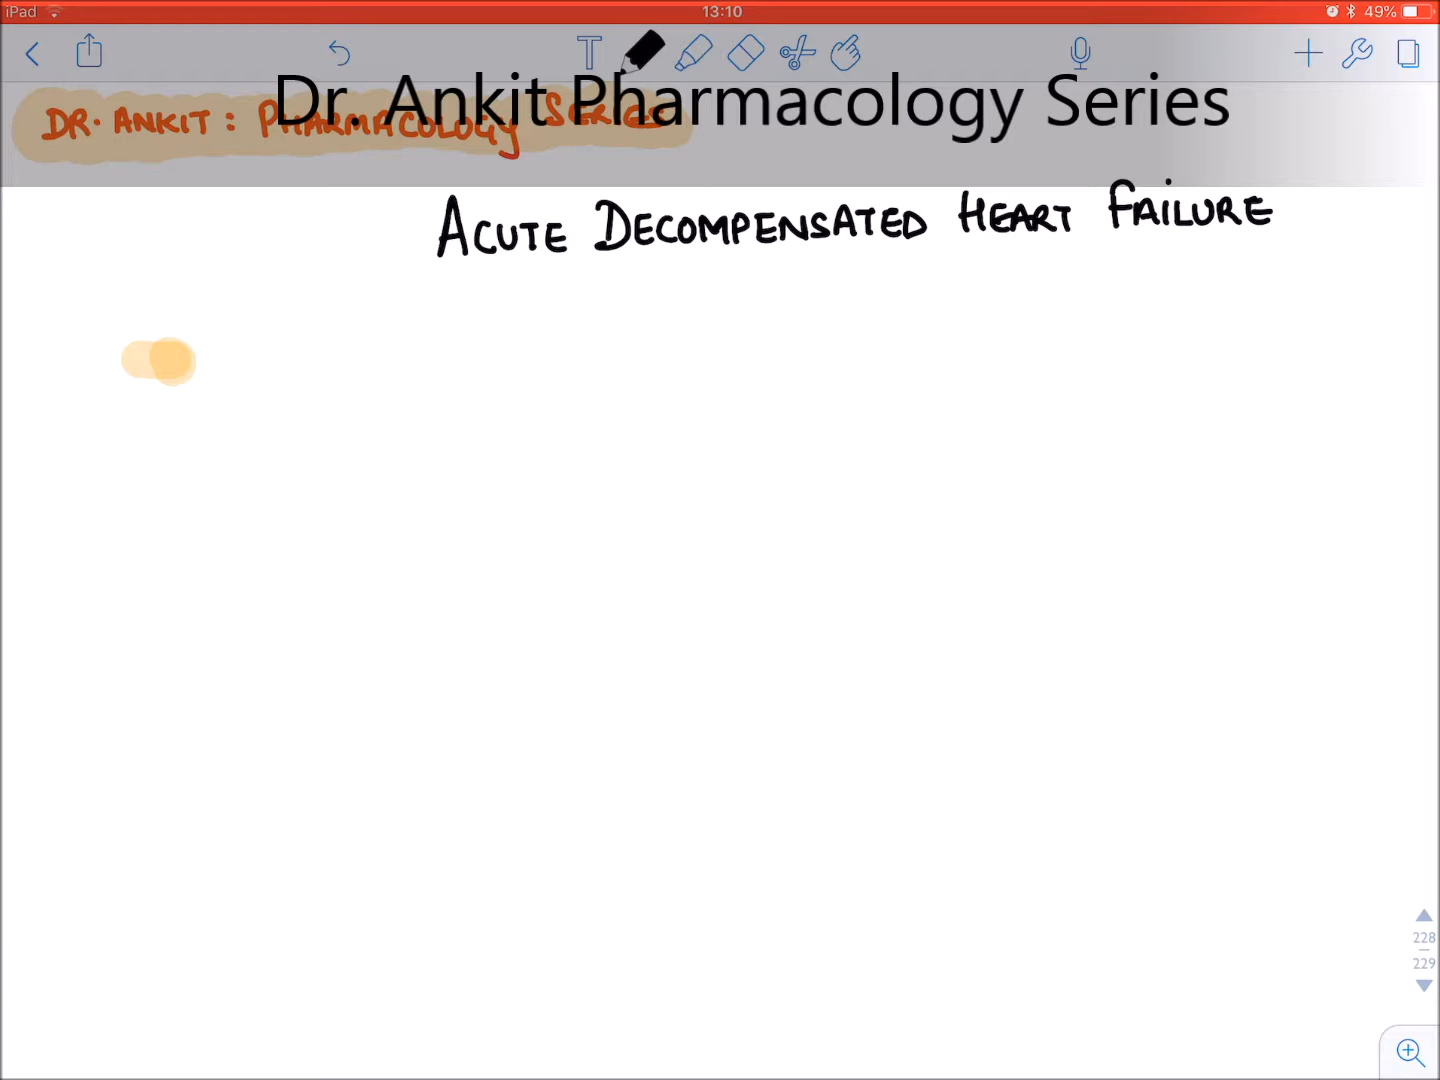 iPad 13:10 49%
T
Dr. Ankit Pharmacology Series
DR. ANKIT: PHARMACOLOGY SERIES
ACUTE DECOMPENSATED HEART FAILURE
228
229